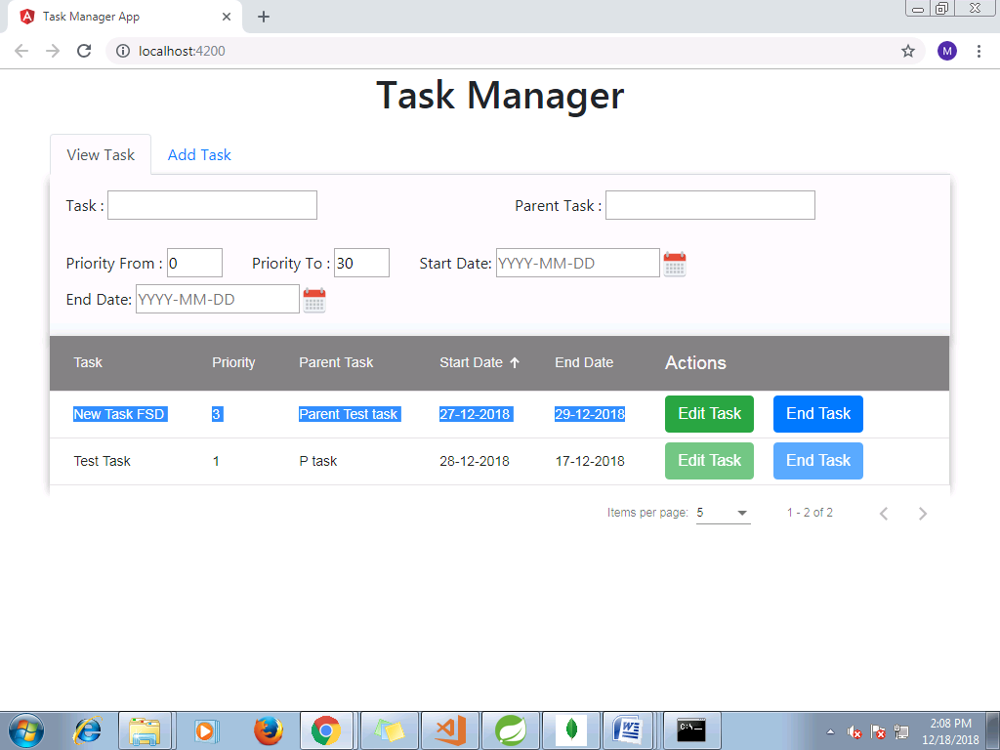 Task Manager App
localhost:4200
M
Task Manager
View Task Add Task
Task : Parent Task :
Priority From : 0 Priority To : 30 Start Date: YYYY-MM-DD
End Date: YYYY-MM-DD
Task Priority Parent Task Start Date End Date Actions
New Task FSD 3 Parent Test task 27-12-2018 29-12-2018 Edit Task End Task
Test Task 1 P task 28-12-2018 17-12-2018 Edit Task End Task
Items per page: 5 1 - 2 of 2
C:\_
2:08 PM
12/18/2018